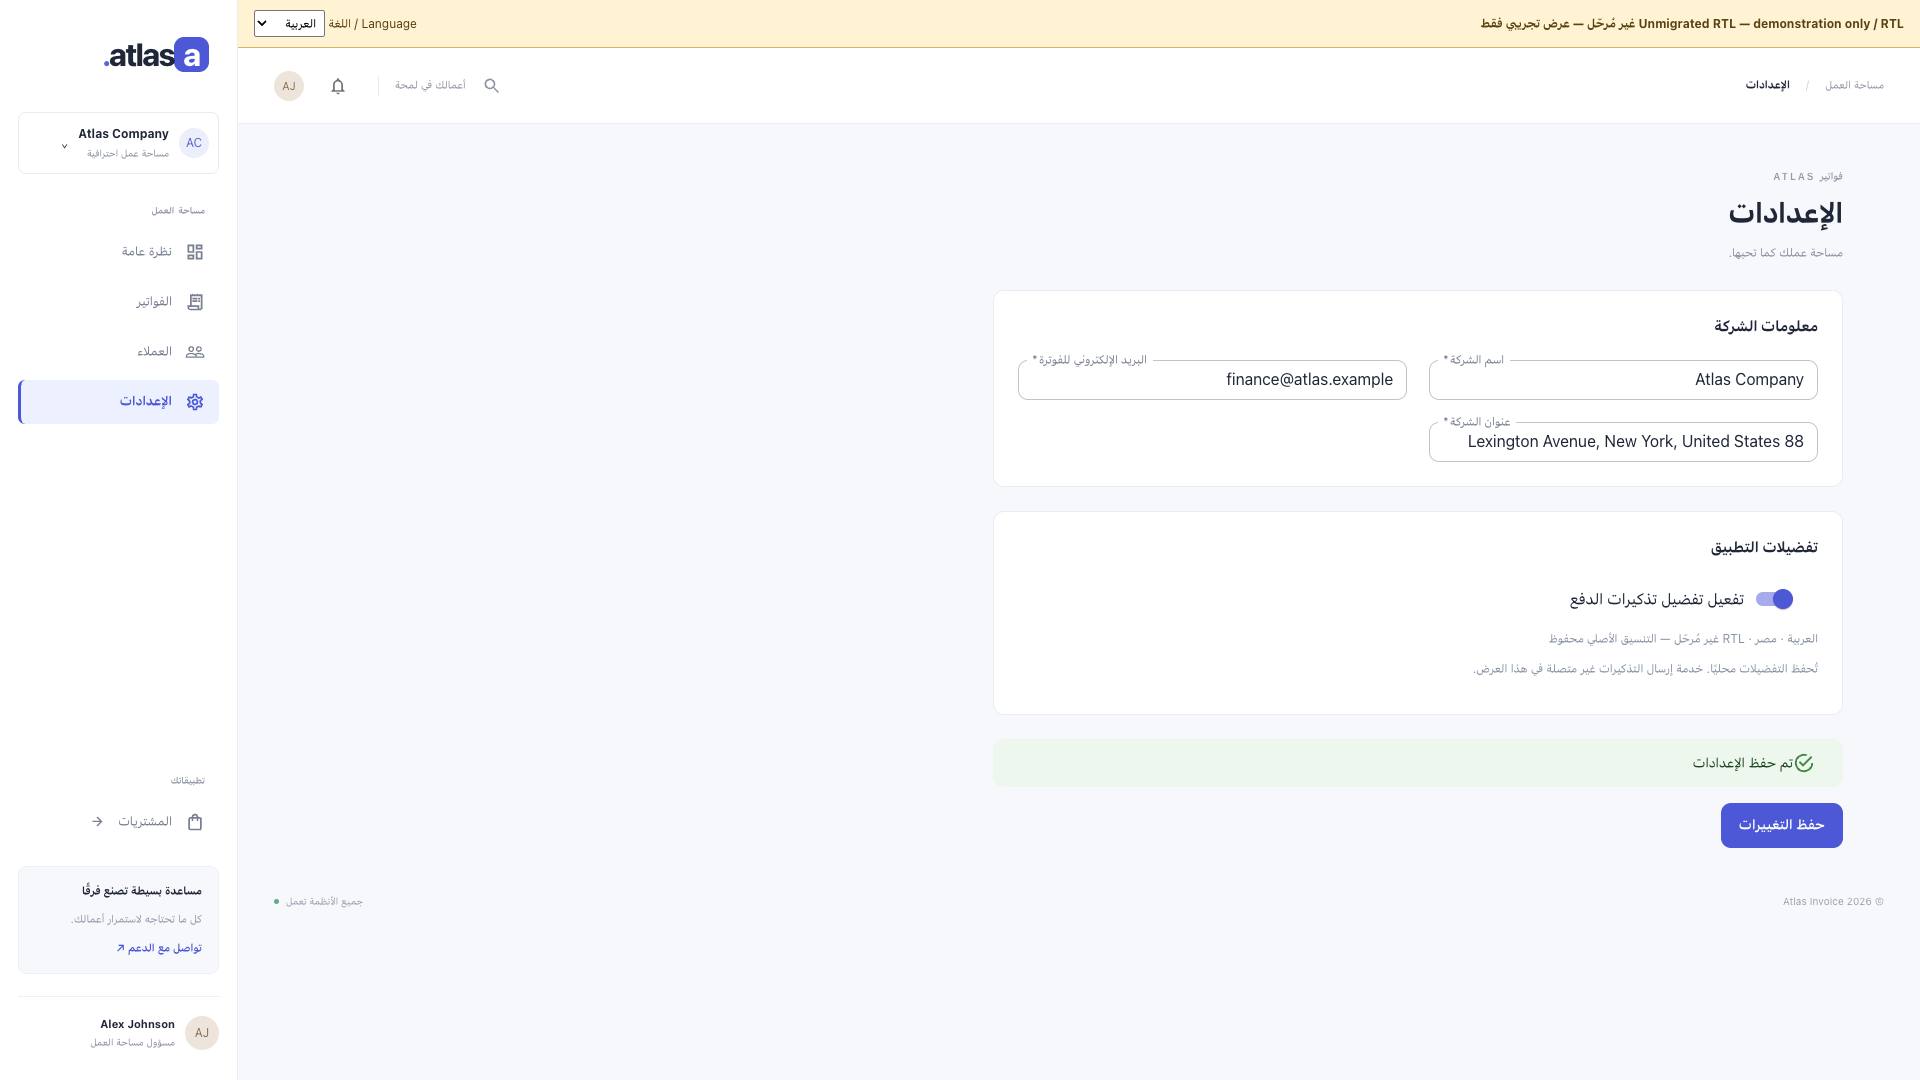 Unmigrated RTL — demonstration only / RTL غير مُرحّل — عرض تجريبي فقط
Language / اللغة
العربية
مساحة العمل / الإعدادات
أعمالك في لمحة
AJ
atlas.
a
AC
Atlas Company
مساحة عمل احترافية
مساحة العمل
نظرة عامة
الفواتير
العملاء
الإعدادات
تطبيقاتك
المشتريات
مساعدة بسيطة تصنع فرقًا
كل ما تحتاجه لاستمرار أعمالك.
تواصل مع الدعم ↗
AJ
Alex Johnson
مسؤول مساحة العمل
فواتير ATLAS
الإعدادات
مساحة عملك كما تحبها.
معلومات الشركة
اسم الشركة *
Atlas Company
البريد الإلكتروني للفوترة *
finance@atlas.example
عنوان الشركة *
Lexington Avenue, New York, United States 88
تفضيلات التطبيق
تفعيل تفضيل تذكيرات الدفع
العربية · مصر · RTL غير مُرحّل — التنسيق الأصلي محفوظ
تُحفظ التفضيلات محليًا. خدمة إرسال التذكيرات غير متصلة في هذا العرض.
تم حفظ الإعدادات
حفظ التغييرات
Atlas Invoice 2026 ©
جميع الأنظمة تعمل